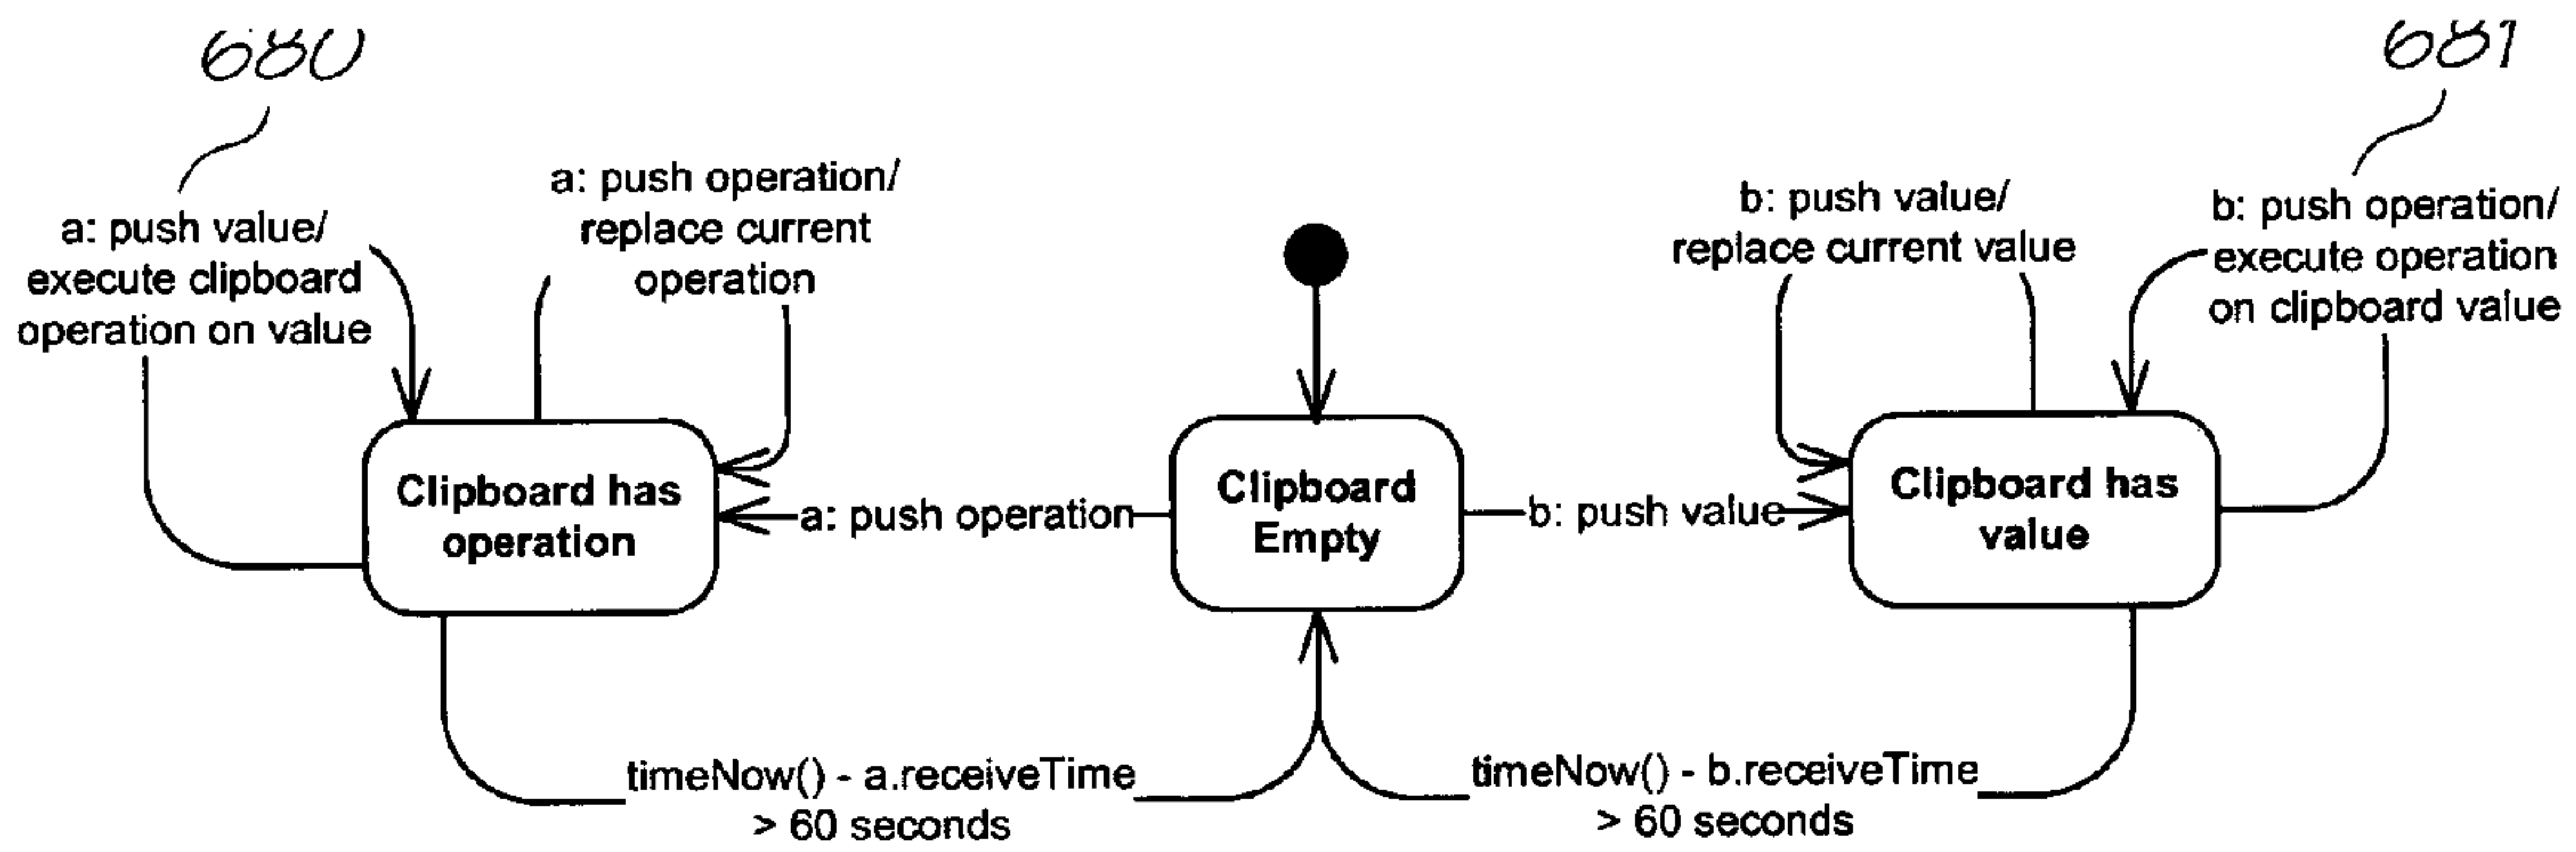 680
681
a: push value/
execute clipboard
operation on value
a: push operation/
replace current
operation
b: push value/
replace current value
b: push operation/
execute operation
on clipboard value
Clipboard has
operation
a: push operation
Clipboard
Empty
b: push value
Clipboard has
value
timeNow() - a.receiveTime
> 60 seconds
timeNow() - b.receiveTime
> 60 seconds